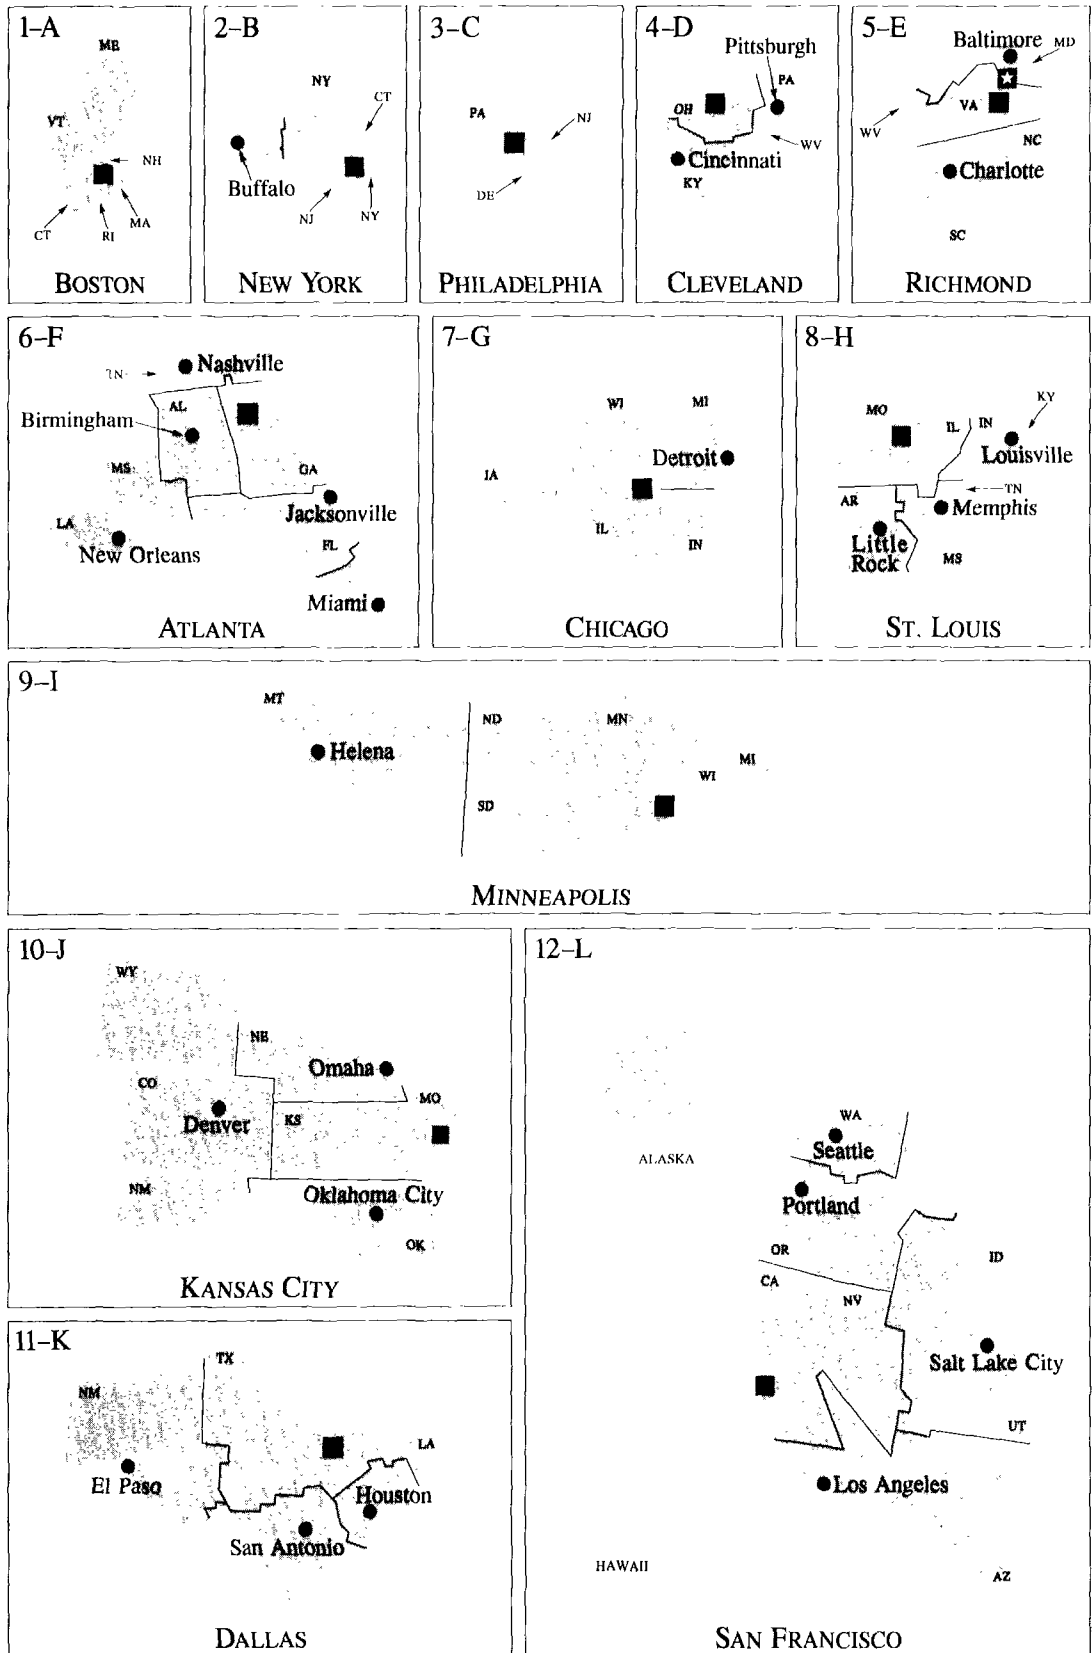 1–A
ME
VT
NH
MA
CT
RI
BOSTON
2–B
NY
CT
Buffalo
NJ
NY
NEW YORK
3–C
PA
NJ
DE
PHILADELPHIA
4–D
Pittsburgh
PA
OH
WV
Cincinnati
KY
CLEVELAND
5–E
Baltimore
MD
VA
WV
NC
Charlotte
SC
RICHMOND
6–F
TN
Nashville
AL
Birmingham
MS
GA
Jacksonville
LA
New Orleans
FL
Miami
ATLANTA
7–G
WI
MI
Detroit
IA
IL
IN
CHICAGO
8–H
KY
MO
IL
IN
Louisville
TN
AR
Memphis
Little
Rock
MS
ST. LOUIS
9–I
MT
ND
MN
Helena
MI
WI
SD
MINNEAPOLIS
10–J
WY
NE
Omaha
CO
MO
Denver
KS
NM
Oklahoma City
OK
KANSAS CITY
11–K
TX
NM
LA
El Paso
Houston
San Antonio
DALLAS
12–L
WA
Seattle
ALASKA
Portland
OR
ID
CA
NV
Salt Lake City
UT
Los Angeles
HAWAII
AZ
SAN FRANCISCO